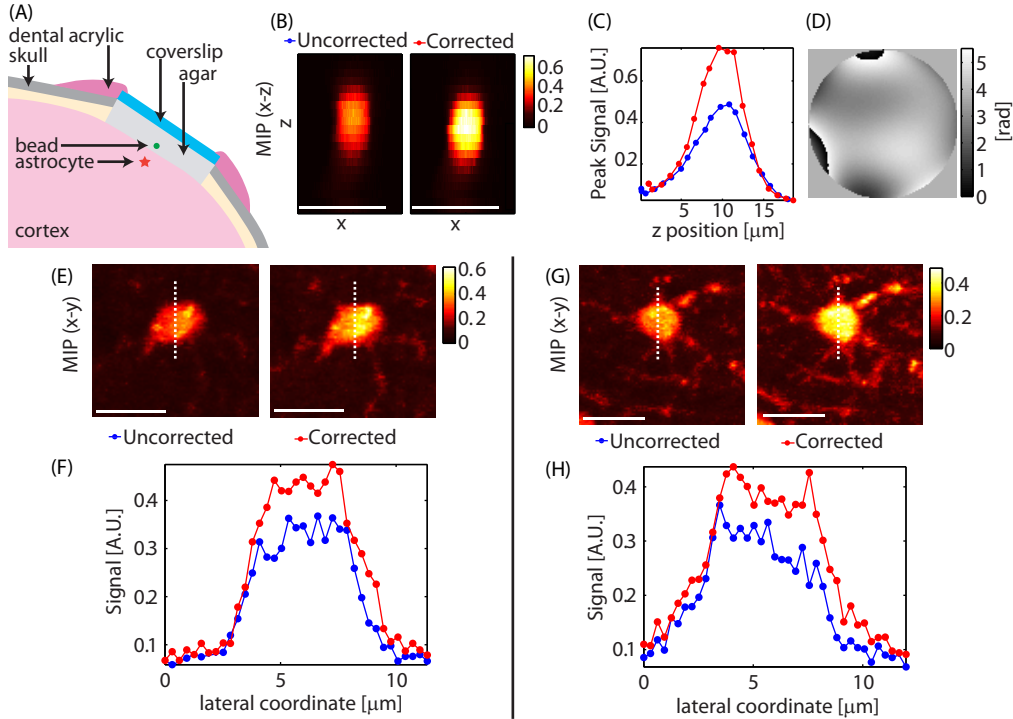 (A)
dental acrylic
skull
coverslip
agar
bead
astrocyte
cortex
(B)
Uncorrected
Corrected
MIP (x-z)
z
x
x
0.6
0.4
0.2
0
(C)
Peak Signal [A.U.]
0.6
0.4
0.2
5
10
15
z position [μm]
(D)
5
4
3
2
1
0
[rad]
(E)
MIP (x-y)
0.6
0.4
0.2
0
Uncorrected
Corrected
(F)
Signal [A.U.]
0.4
0.3
0.2
0.1
0
5
10
lateral coordinate [μm]
(G)
MIP (x-y)
0.4
0.2
0
Uncorrected
Corrected
(H)
Signal [A.U.]
0.4
0.3
0.2
0.1
0
5
10
lateral coordinate [μm]